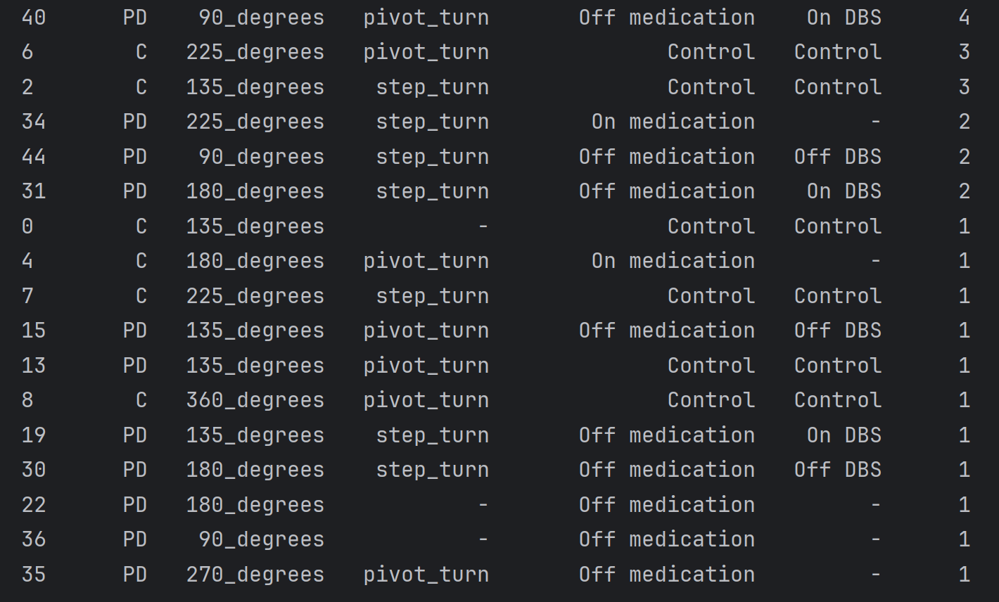 40 PD 90_degrees pivot_turn Off medication On DBS 4
6 C 225_degrees pivot_turn Control Control 3
2 C 135_degrees step_turn Control Control 3
34 PD 225_degrees step_turn On medication - 2
44 PD 90_degrees step_turn Off medication Off DBS 2
31 PD 180_degrees step_turn Off medication On DBS 2
0 C 135_degrees - Control Control 1
4 C 180_degrees pivot_turn On medication - 1
7 C 225_degrees step_turn Control Control 1
15 PD 135_degrees pivot_turn Off medication Off DBS 1
13 PD 135_degrees pivot_turn Control Control 1
8 C 360_degrees pivot_turn Control Control 1
19 PD 135_degrees step_turn Off medication On DBS 1
30 PD 180_degrees step_turn Off medication Off DBS 1
22 PD 180_degrees - Off medication - 1
36 PD 90_degrees - Off medication - 1
35 PD 270_degrees pivot_turn Off medication - 1